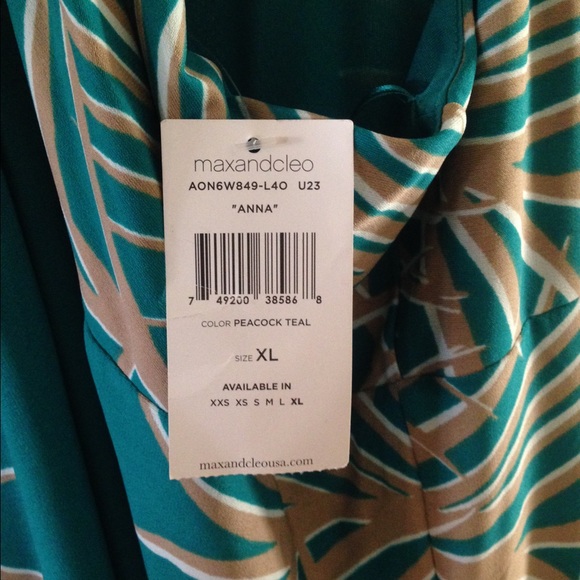 maxandcleo
AON6W849-L4O U23
"ANNA"
7 49200 38586 8
COLOR PEACOCK TEAL
SIZE XL
AVAILABLE IN
XXS XS S M L XL
maxandcleousa.com